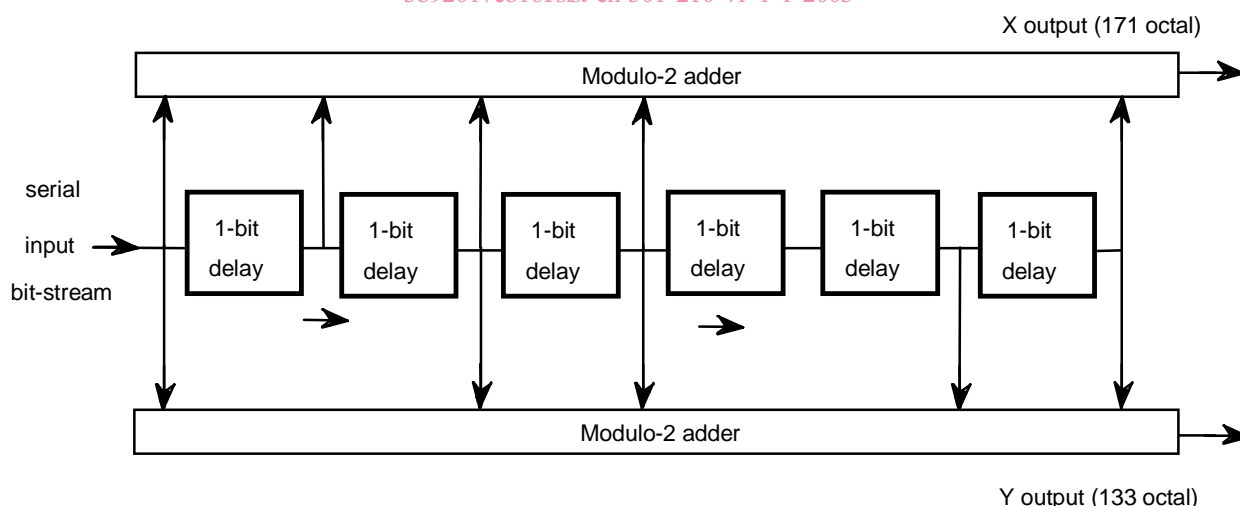 X output (171 octal)
Modulo-2 adder
serial
input
bit-stream
1-bit
delay
1-bit
delay
1-bit
delay
1-bit
delay
1-bit
delay
1-bit
delay
Modulo-2 adder
Y output (133 octal)